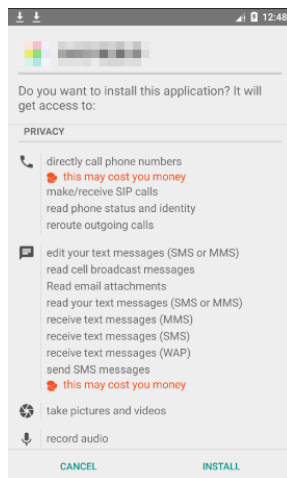 12:48
Do you want to install this application? It will
get access to:
PRIVACY
directly call phone numbers
this may cost you money
make/receive SIP calls
read phone status and identity
reroute outgoing calls
edit your text messages (SMS or MMS)
read cell broadcast messages
Read email attachments
read your text messages (SMS or MMS)
receive text messages (MMS)
receive text messages (SMS)
receive text messages (WAP)
send SMS messages
this may cost you money
take pictures and videos
record audio
CANCEL INSTALL